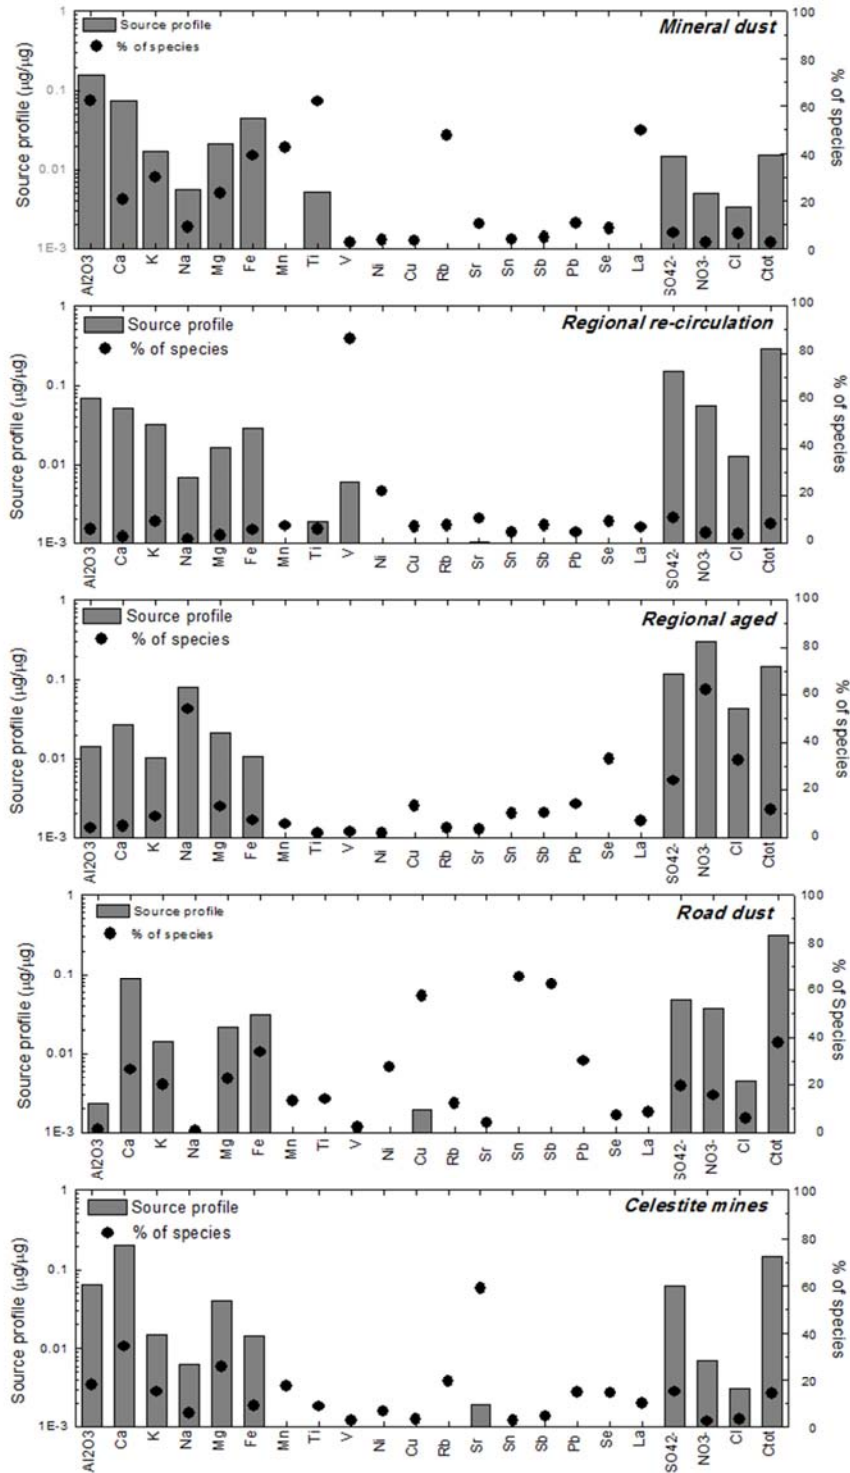 Mineral dust
Source profile
% of species
Source profile (µg/µg)
1
0.1
0.01
1E-3
100
80
60
40
20
0
% of species
Al2O3 Ca K Na Mg Fe Mn Ti V Ni Cu Rb Sr Sn Sb Pb Se La SO42- NO3- Cl Ctot
Regional re-circulation
Source profile
% of species
Source profile (µg/µg)
1
0.1
0.01
1E-3
100
80
60
40
20
0
% of species
Al2O3 Ca K Na Mg Fe Mn Ti V Ni Cu Rb Sr Sn Sb Pb Se La SO42- NO3- Cl Ctot
Regional aged
Source profile
% of species
Source profile (µg/µg)
1
0.1
0.01
1E-3
100
80
60
40
20
0
% of species
Al2O3 Ca K Na Mg Fe Mn Ti V Ni Cu Rb Sr Sn Sb Pb Se La SO42- NO3- Cl Ctot
Road dust
Source profile
% of species
Source profile (µg/µg)
1
0.1
0.01
1E-3
100
80
60
40
20
0
% of Species
Al2O3 Ca K Na Mg Fe Mn Ti V Ni Cu Rb Sr Sn Sb Pb Se La SO42- NO3- Cl Ctot
Celestite mines
Source profile
% of species
Source profile (µg/µg)
1
0.1
0.01
1E-3
100
80
60
40
20
0
% of species
Al2O3 Ca K Na Mg Fe Mn Ti V Ni Cu Rb Sr Sn Sb Pb Se La SO42- NO3- Cl Ctot